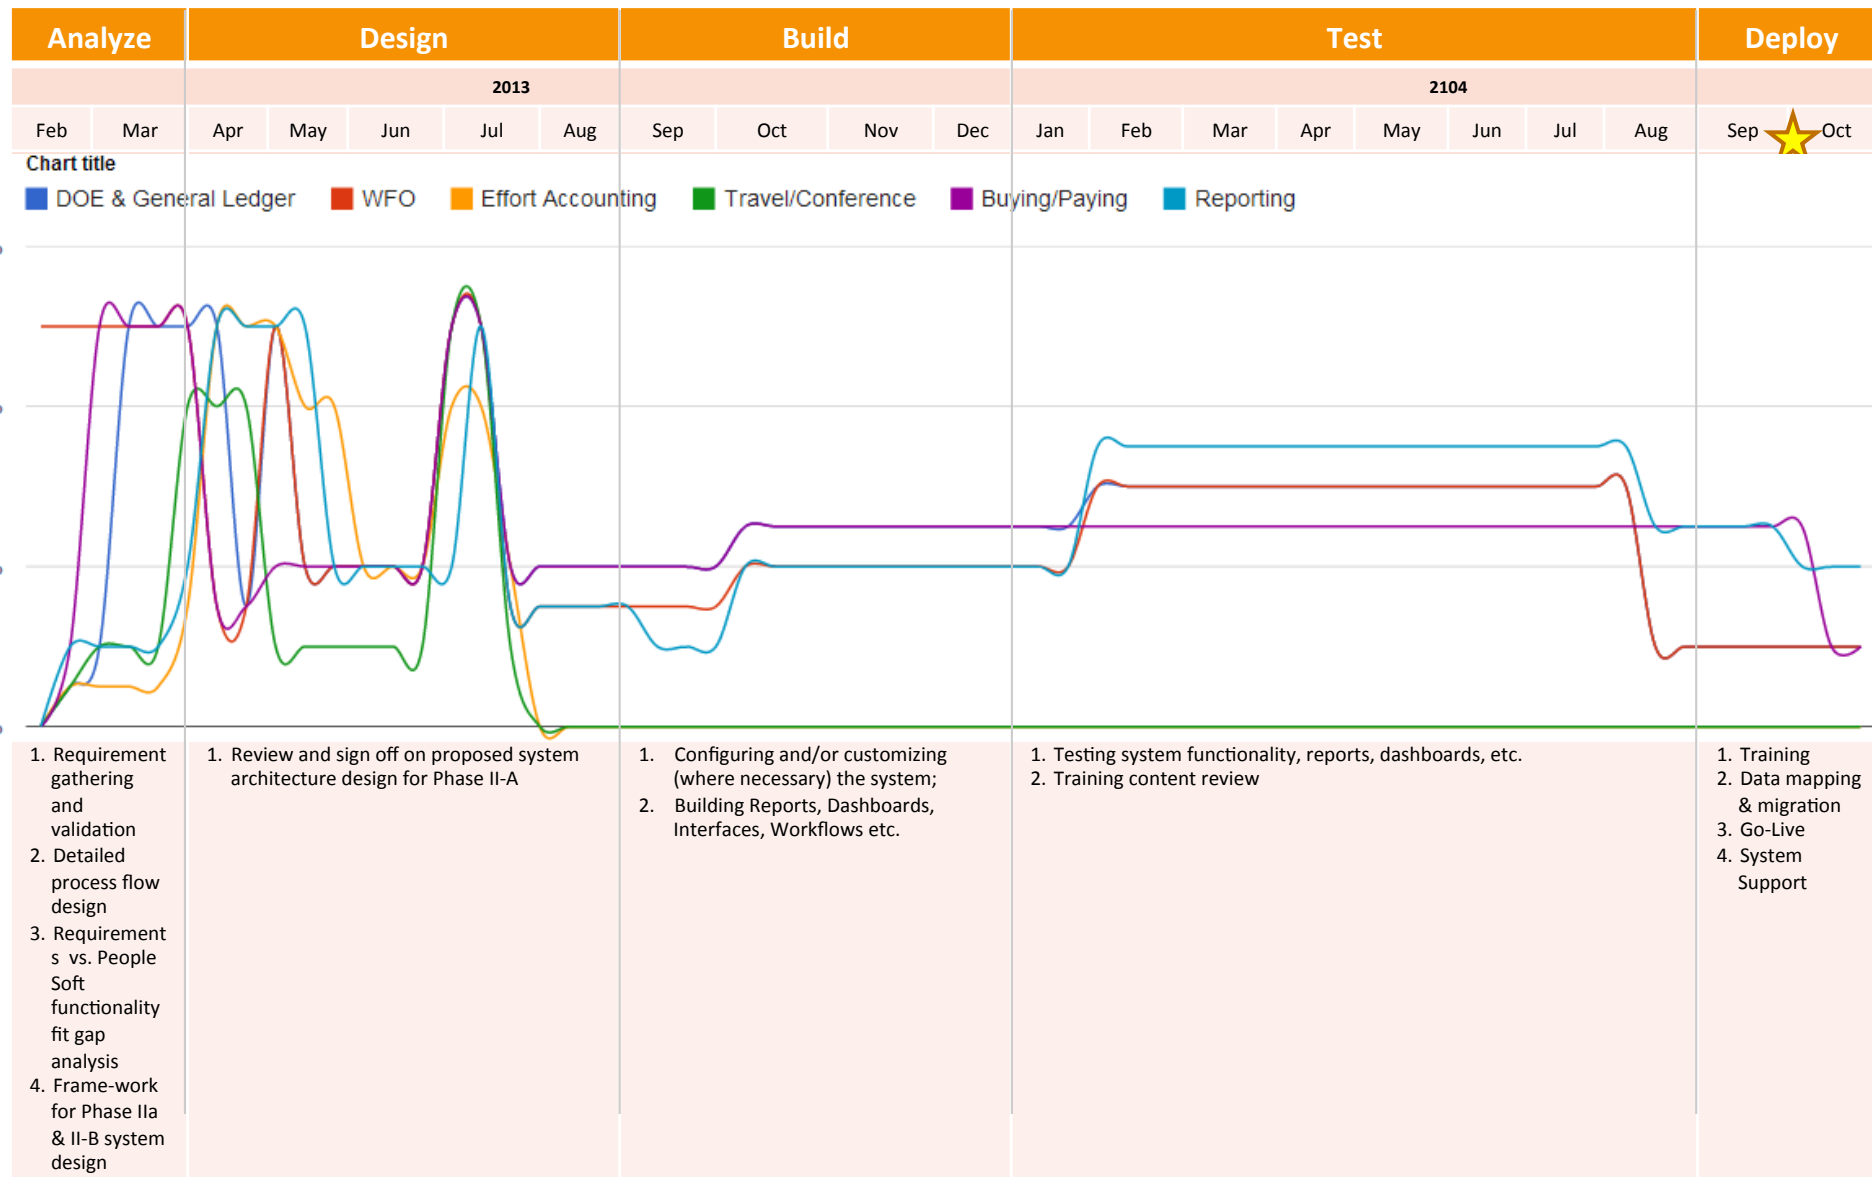 Analyze Design Build Test Deploy
2013 2104
Feb Mar Apr May Jun Jul Aug Sep Oct Nov Dec Jan Feb Mar Apr May Jun Jul Aug Sep Oct
Chart title
DOE & General Ledger WFO Effort Accounting Travel/Conference Buying/Paying Reporting
1. Requirement
gathering
and
validation
2. Detailed
process flow
design
3. Requirement
s vs. People
Soft
functionality
fit gap
analysis
4. Frame-work
for Phase IIa
& II-B system
design
1. Review and sign off on proposed system
architecture design for Phase II-A
1. Configuring and/or customizing
(where necessary) the system;
2. Building Reports, Dashboards,
Interfaces, Workflows etc.
1. Testing system functionality, reports, dashboards, etc.
2. Training content review
1. Training
2. Data mapping
& migration
3. Go-Live
4. System
Support